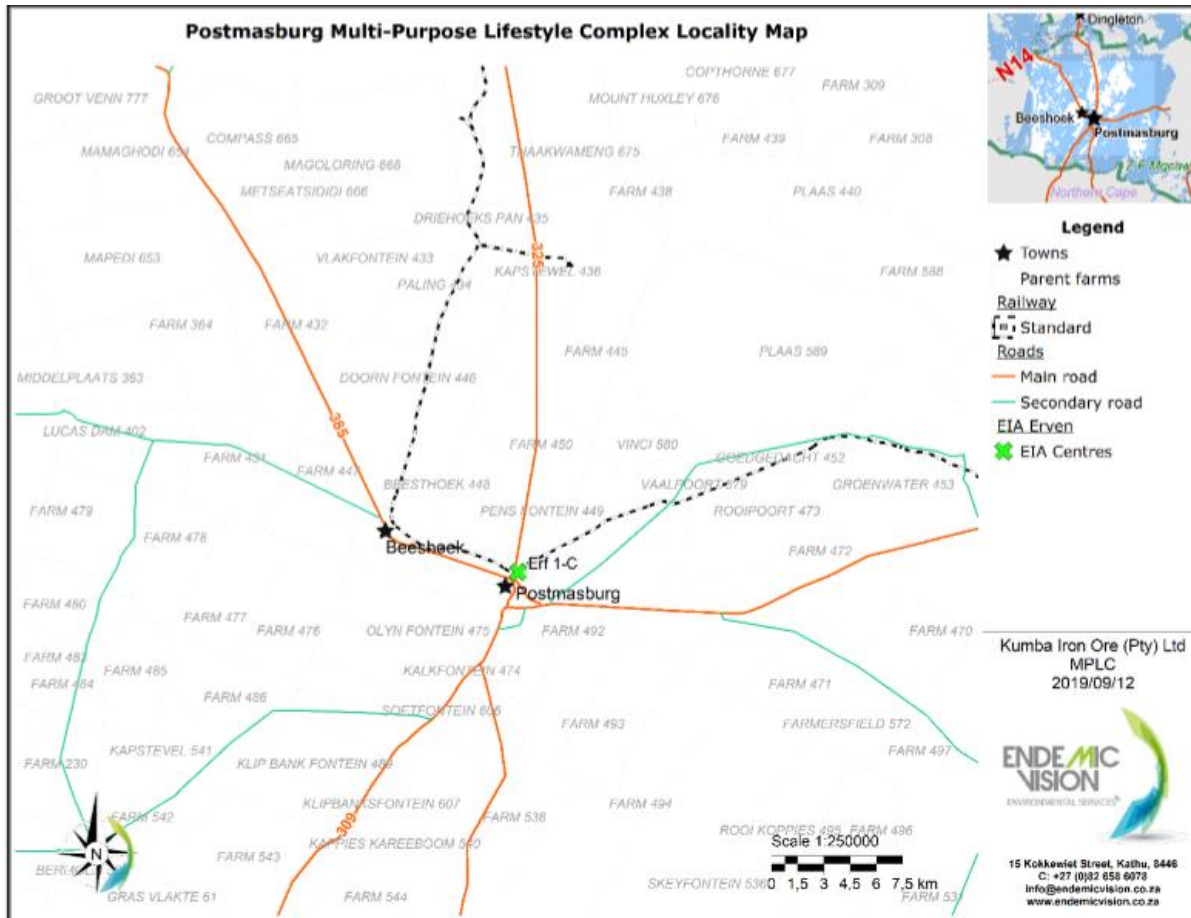 Postmasburg Multi-Purpose Lifestyle Complex Locality Map
COPTHORNE 677
FARM 309
GROOT VENN 777
MOUNT HUXLEY 676
COMPASS 665
FARM 439
FARM 308
MAMAGHODI 654
MAGOLORING 668
THAAKWAMENG 675
METSEATSIDIDI 666
FARM 438
PLAAS 440
DRIEHOEKS PAN 435
325
MAPEDI 653
VLAKFONTEIN 433
KAPSTEWEL 436
FARM 588
PALING 434
FARM 364
FARM 432
FARM 445
PLAAS 589
MIDDELPLAATS 363
DOORN FONTEIN 446
385
LUCAS DAM 402
FARM 450
VINCI 580
FARM 431
GOEDGEDACHT 452
FARM 447
BEESTHOEK 448
VAALPOORT 679
GROENWATER 453
FARM 479
PENS FONTEIN 449
ROOIPOORT 473
FARM 478
Beeshoek
FARM 472
Erf 1-C
Postmasburg
FARM 480
FARM 477
FARM 476
OLYN FONTEIN 475
FARM 492
FARM 470
FARM 485
KALKFONTEIN 474
FARM 484
FARM 471
FARM 486
SOETFONTEIN 606
FARM 493
FARMERSFIELD 572
KAPSTEVEL 541
FARM 497
FARM 230
KLIP BANK FONTEIN 489
KLIPBANKSFONTEIN 607
FARM 494
FARM 542
309
FARM 538
ROOI KOPPIES 495
FARM 496
KAPPIES KAREEBOOM 540
N
FARM 543
Scale 1:250000
0 1,5 3 4,5 6 7,5 km
GRAS VLAKTE 51
FARM 544
SKEYFONTEIN 536
FARM 531
Dingleton
N14
Beeshoek
Postmasburg
Northern Cape
Legend
Towns
Parent farms
Railway
Standard
Roads
Main road
Secondary road
EIA Erven
EIA Centres
Kumba Iron Ore (Pty) Ltd
MPLC
2019/09/12
ENDEMIC
VISION
ENVIRONMENTAL SERVICES
15 Kokkewiet Street, Kathu, 8446
C: +27 (0)82 658 6078
info@endemicvision.co.za
www.endemicvision.co.za